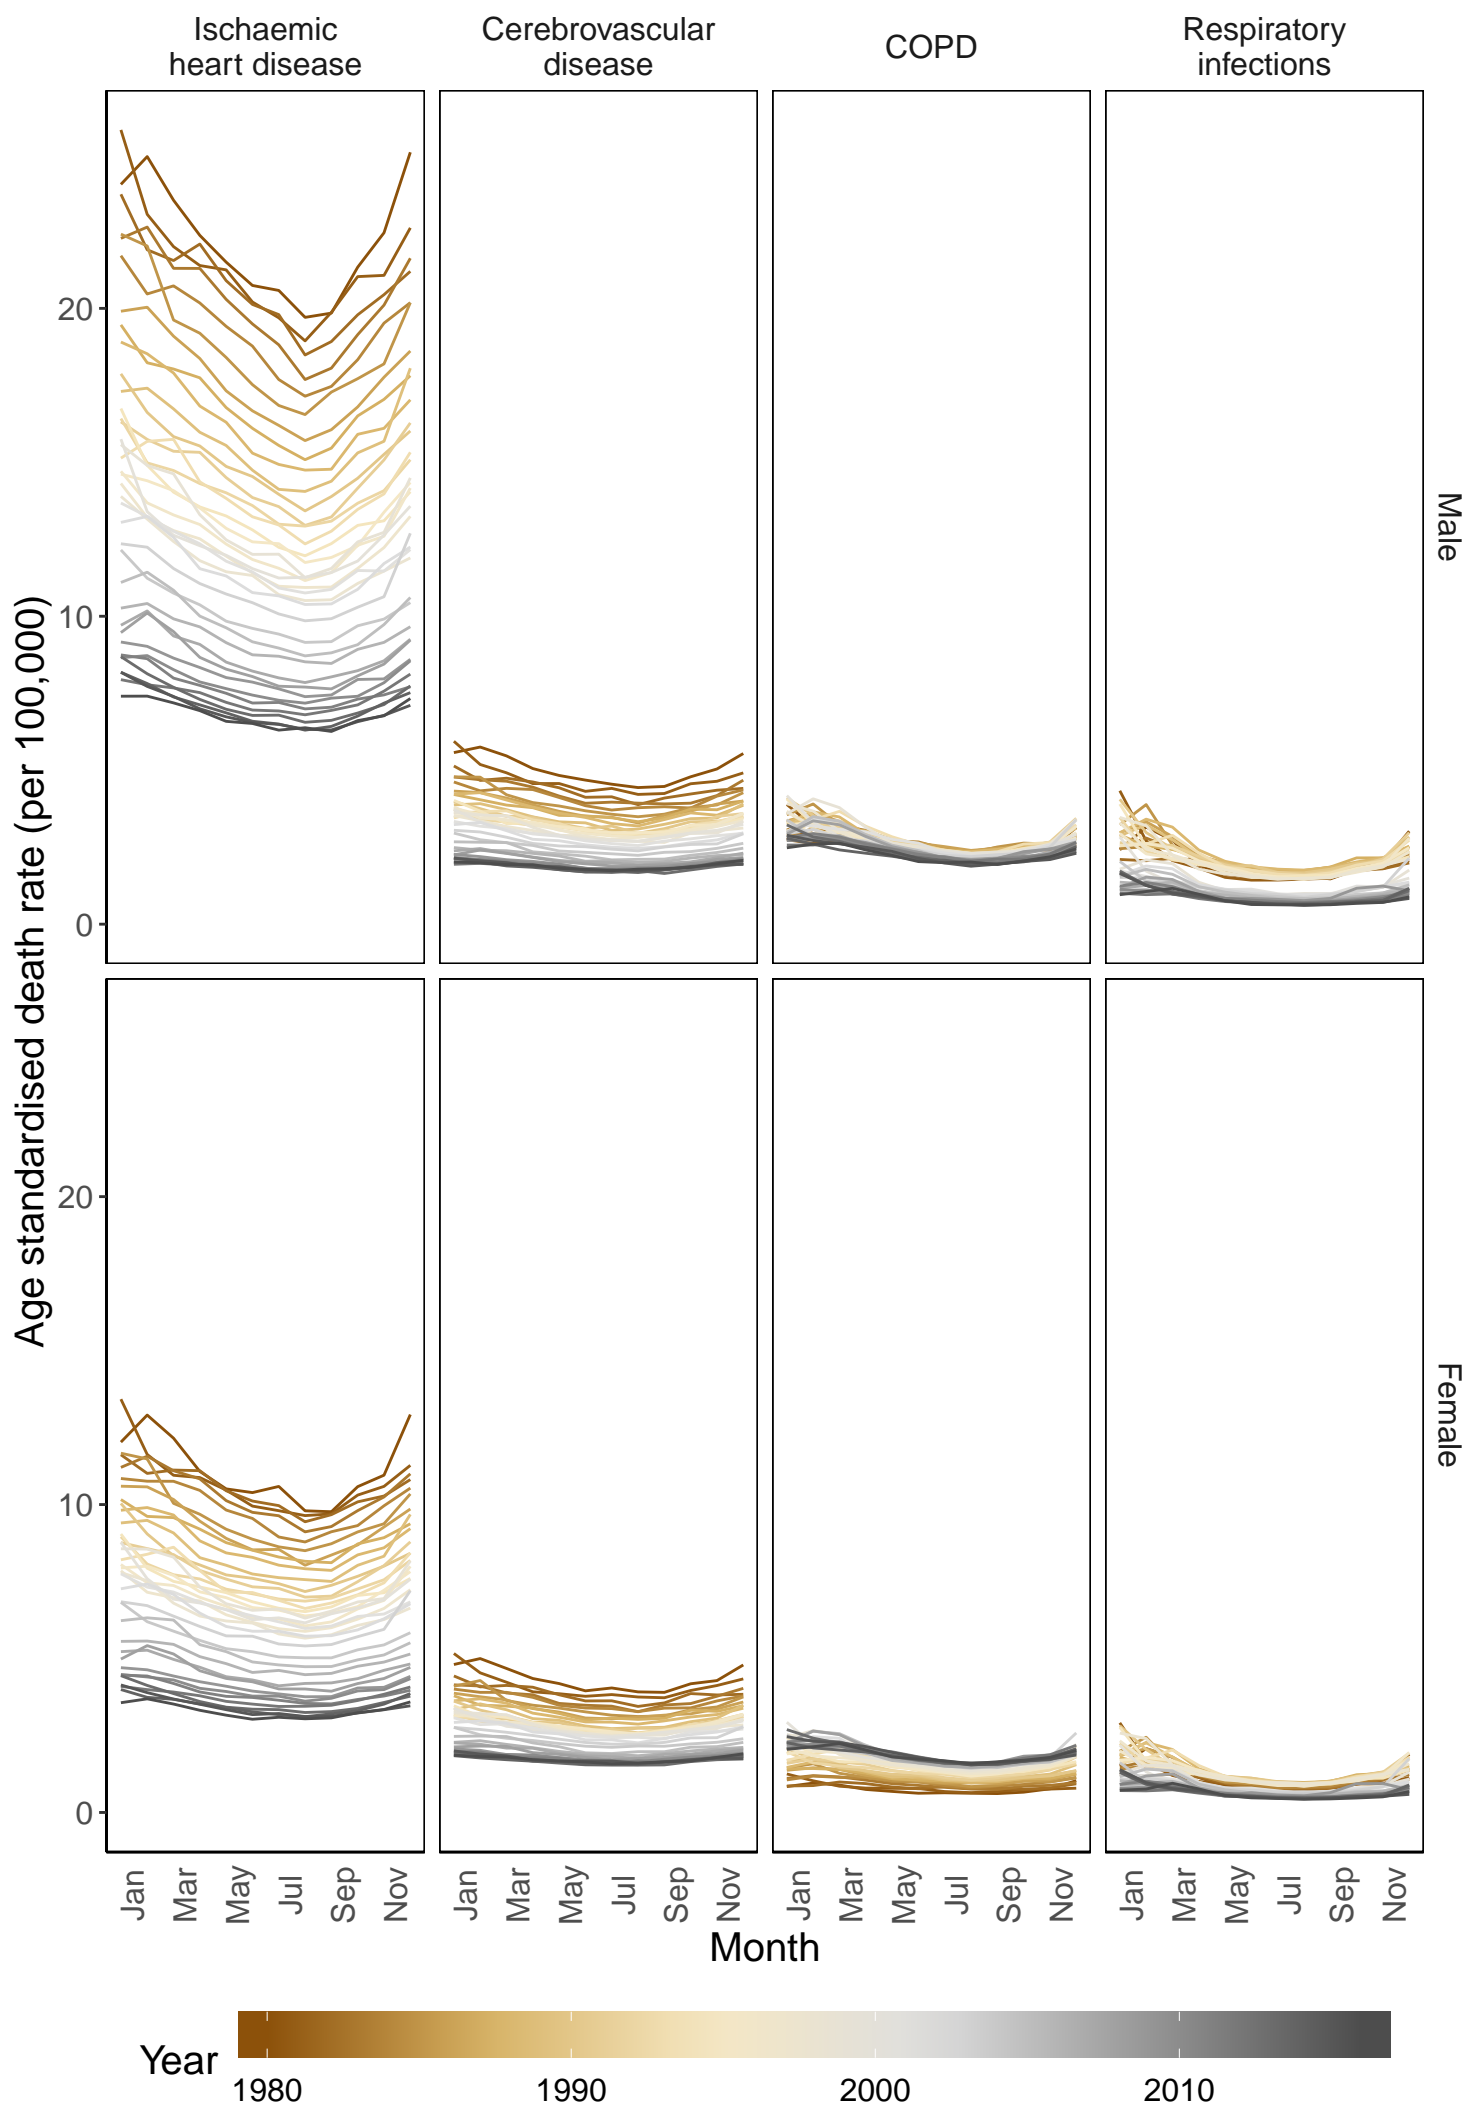 Ischaemic
heart disease
Cerebrovascular
disease
COPD
Respiratory
infections
Age standardised death rate (per 100,000)
20
10
0
Male
20
10
0
Female
Jan Mar May Jul Sep Nov
Jan Mar May Jul Sep Nov
Jan Mar May Jul Sep Nov
Jan Mar May Jul Sep Nov
Month
Year
1980 1990 2000 2010